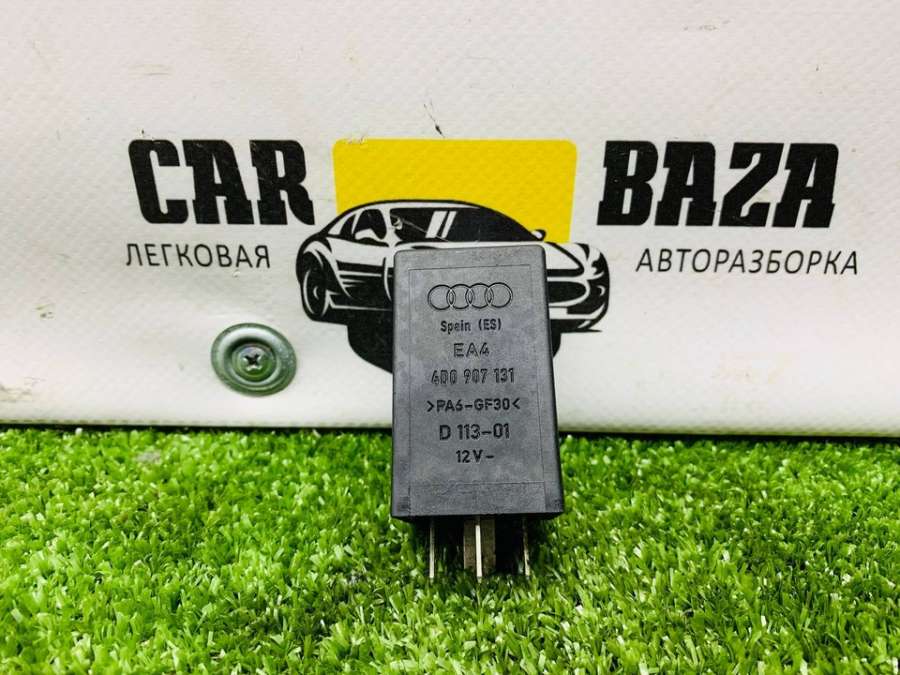 CAR BAZA
ЛЕГКОВАЯ АВТОРАЗБОРКА
Spain (ES)
EA4
4D0 907 131
>PA6-GF30<
D 113-01
12V-